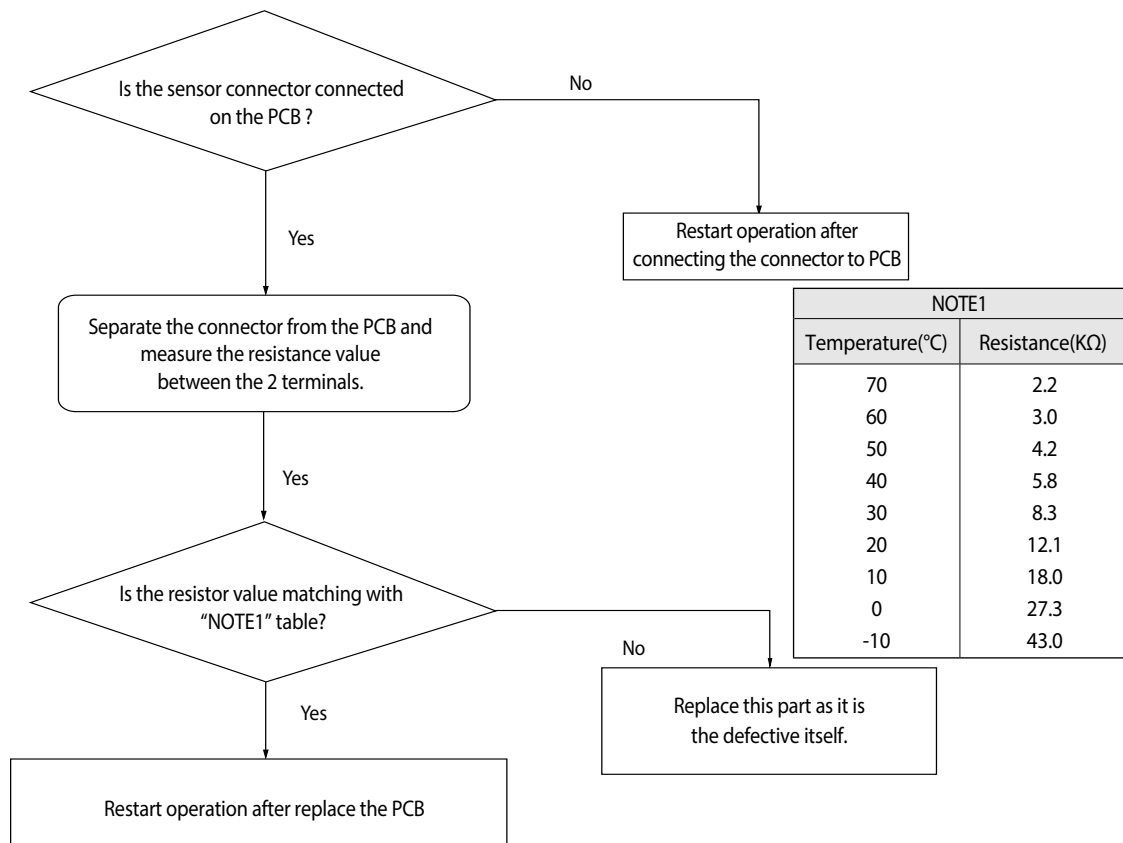 Is the sensor connector connected
on the PCB ?
No
Yes
Restart operation after
connecting the connector to PCB
Separate the connector from the PCB and
measure the resistance value
between the 2 terminals.
Yes
NOTE1
Temperature(°C) Resistance(KΩ)
70 2.2
60 3.0
50 4.2
40 5.8
30 8.3
20 12.1
10 18.0
0 27.3
-10 43.0
Is the resistor value matching with
“NOTE1” table?
No
Yes
Replace this part as it is
the defective itself.
Restart operation after replace the PCB